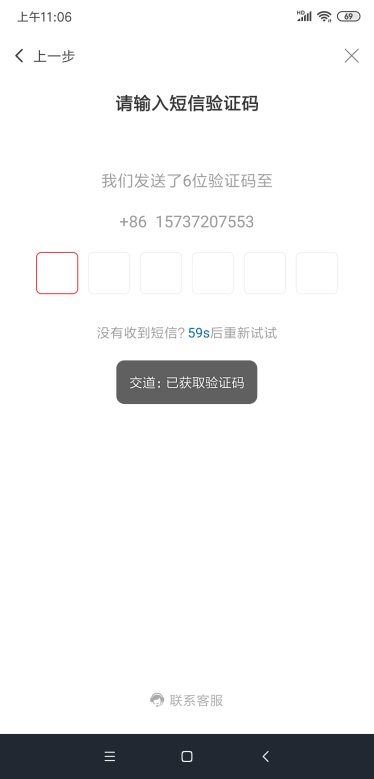 上午11:06
HD
69
上一步
请输入短信验证码
我们发送了6位验证码至
+86 15737207553
没有收到短信?59s后重新试试
交道:已获取验证码
联系客服